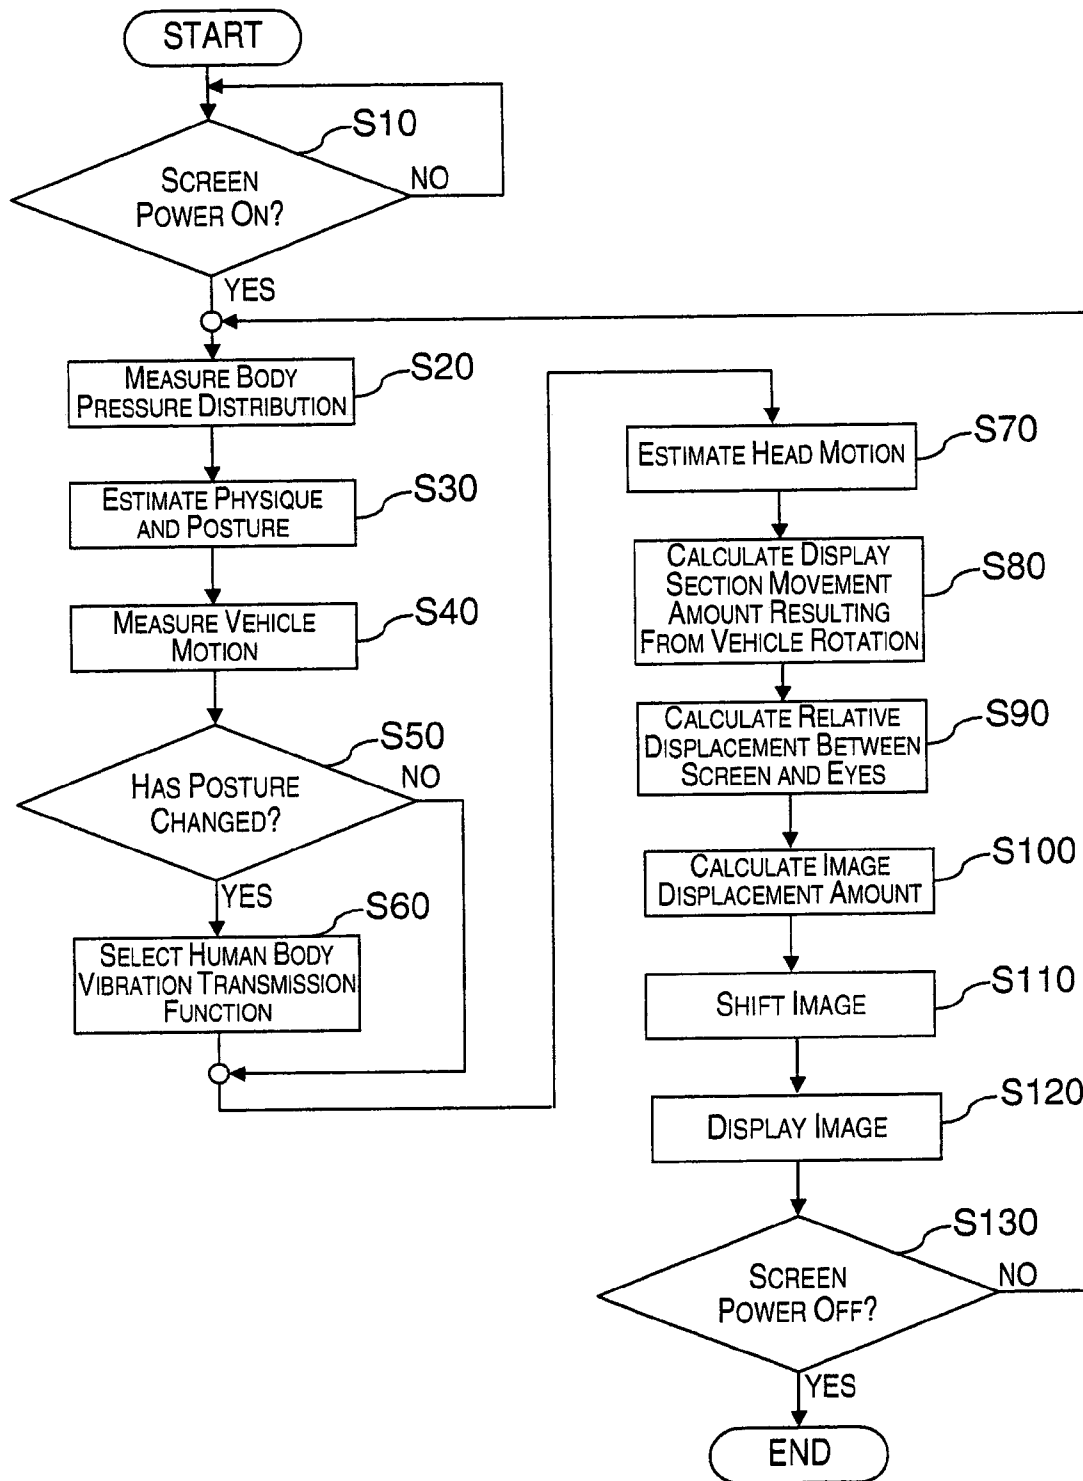 START
S10
SCREEN
POWER ON?
NO
YES
MEASURE BODY
PRESSURE DISTRIBUTION
S20
ESTIMATE PHYSIQUE
AND POSTURE
S30
MEASURE VEHICLE
MOTION
S40
S50
HAS POSTURE
CHANGED?
NO
YES
S60
SELECT HUMAN BODY
VIBRATION TRANSMISSION
FUNCTION
ESTIMATE HEAD MOTION
S70
CALCULATE DISPLAY
SECTION MOVEMENT
AMOUNT RESULTING
FROM VEHICLE ROTATION
S80
CALCULATE RELATIVE
DISPLACEMENT BETWEEN
SCREEN AND EYES
S90
CALCULATE IMAGE
DISPLACEMENT AMOUNT
S100
SHIFT IMAGE
S110
DISPLAY IMAGE
S120
S130
SCREEN
POWER OFF?
NO
YES
END